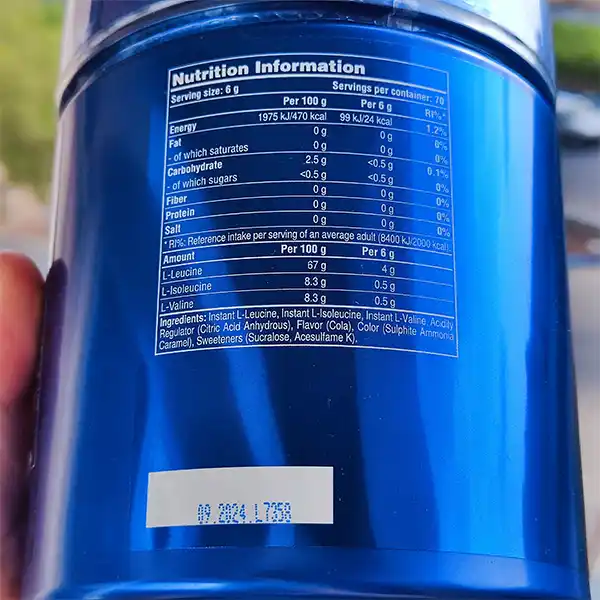 Nutrition Information
Serving size: 6 g Servings per container: 70
Per 100 g Per 6 g RI%*
Energy 1975 kJ/470 kcal 99 kJ/24 kcal 1.2%
Fat 0 g 0 g 0%
- of which saturates 0 g 0 g 0%
Carbohydrate 2.5 g <0.5 g 0.1%
- of which sugars <0.5 g <0.5 g 0%
Fiber 0 g 0 g 0%
Protein 0 g 0 g 0%
Salt 0 g 0 g 0%
* RI%: Reference intake per serving of an average adult (8400 kJ/2000 kcal)
Amount Per 100 g Per 6 g
L-Leucine 67 g 4 g
L-Isoleucine 8.3 g 0.5 g
L-Valine 8.3 g 0.5 g
Ingredients: Instant L-Leucine, Instant L-Isoleucine, Instant L-Valine, Acidity
Regulator (Citric Acid Anhydrous), Flavor (Cola), Color (Sulphite Ammonia
Caramel), Sweeteners (Sucralose, Acesulfame K).
09.2024 L7358